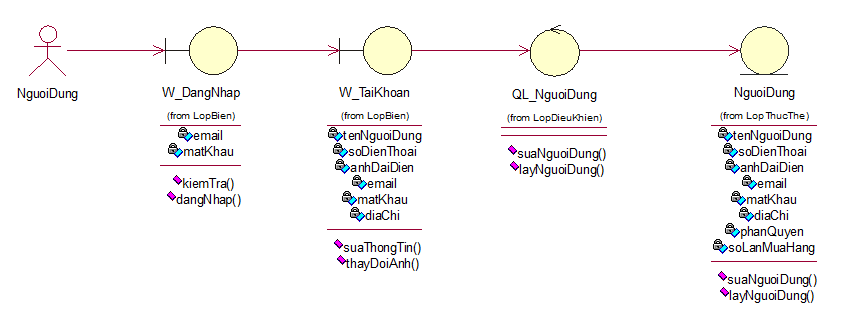 NguoiDung
W_DangNhap
(from LopBien)
email
matKhau
kiemTra()
dangNhap()
W_TaiKhoan
(from LopBien)
tenNguoiDung
soDienThoai
anhDaiDien
email
matKhau
diaChi
suaThongTin()
thayDoiAnh()
QL_NguoiDung
(from LopDieuKhien)
suaNguoiDung()
layNguoiDung()
NguoiDung
(from LopThucThe)
tenNguoiDung
soDienThoai
anhDaiDien
email
matKhau
diaChi
phanQuyen
soLanMuaHang
suaNguoiDung()
layNguoiDung()